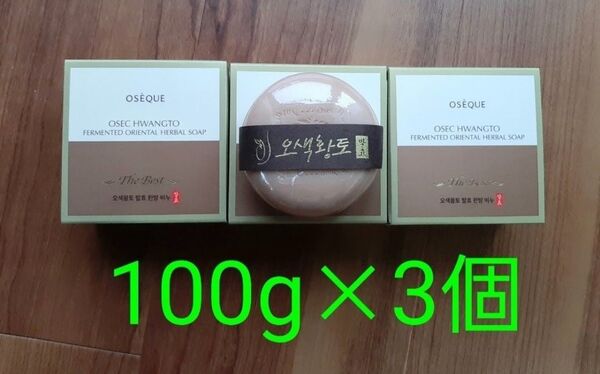 OSÈQUE
OSEC HWANGTO
FERMENTED ORIENTAL HERBAL SOAP
The Best
오색황토 발효 한방 비누
오색황토
OSÈQUE
OSEC HWANGTO
FERMENTED ORIENTAL HERBAL SOAP
The Best
오색황토 발효 한방 비누
100g×3個